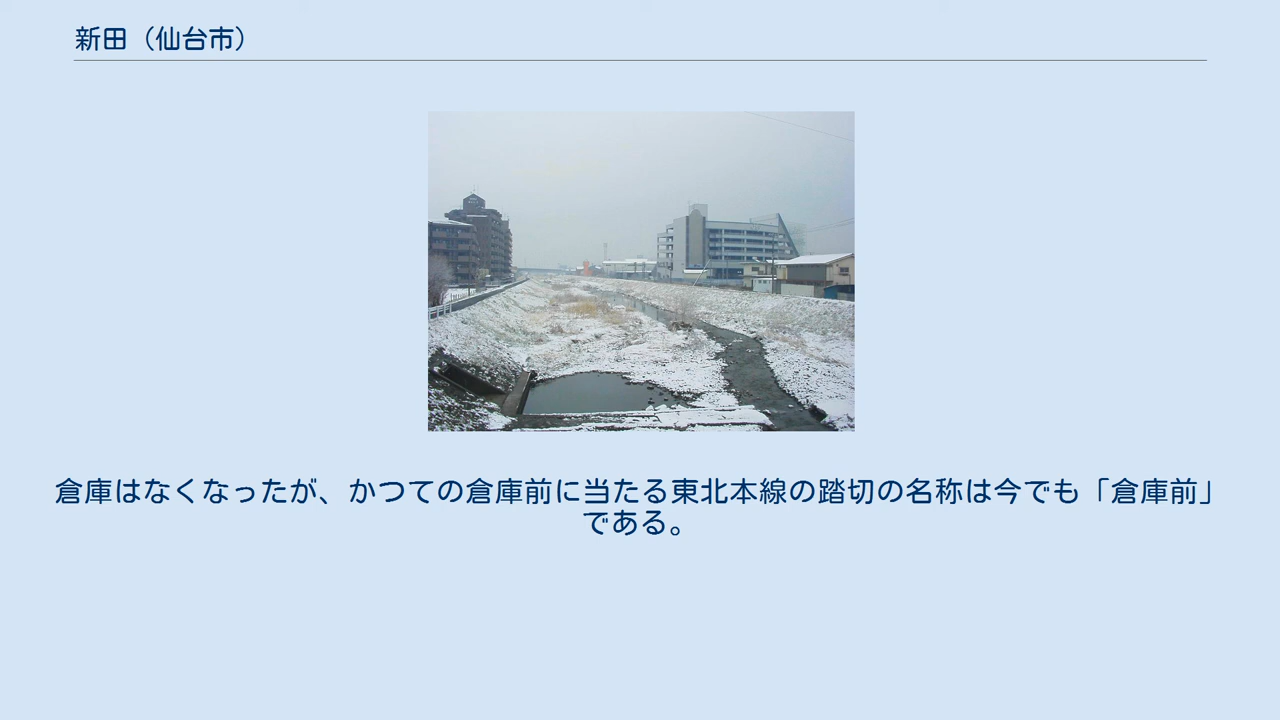 新田（仙台市）
倉庫はなくなったが、かつての倉庫前に当たる東北本線の踏切の名称は今でも「倉庫前」
である。